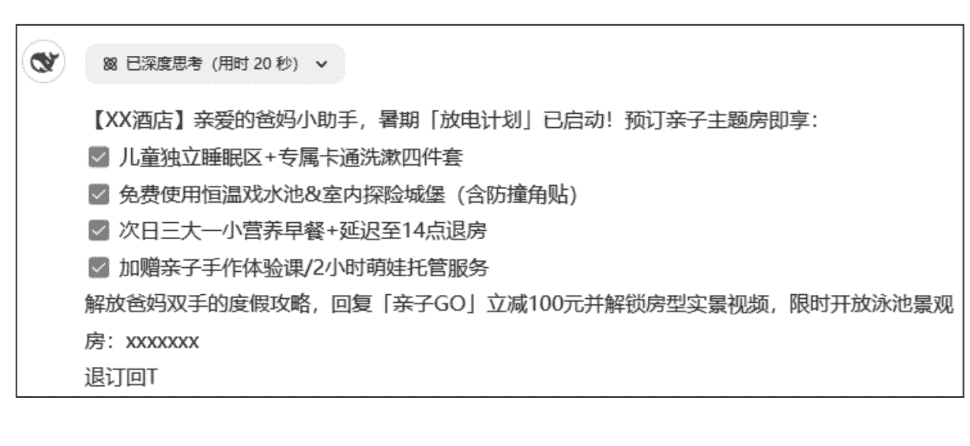 已深度思考（用时 20 秒）
【XX酒店】亲爱的爸妈小助手，暑期「放电计划」已启动！预订亲子主题房即享：
儿童独立睡眠区+专属卡通洗漱四件套
免费使用恒温戏水池&室内探险城堡（含防撞角贴）
次日三大一小营养早餐+延迟至14点退房
加赠亲子手作体验课/2小时萌娃托管服务
解放爸妈双手的度假攻略，回复「亲子GO」立减100元并解锁房型实景视频，限时开放泳池景观
房：xxxxxxx
退订回T